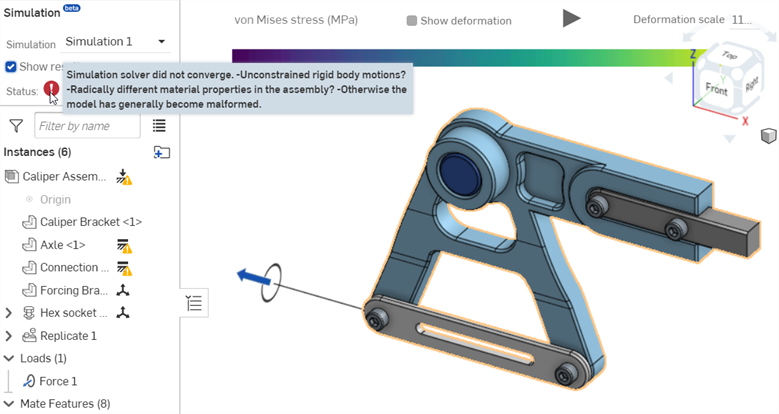 Simulation beta
von Mises stress (MPa)
Show deformation
Deformation scale 11...
Simulation Simulation 1
Show res
Status:
Simulation solver did not converge. -Unconstrained rigid body motions?
-Radically different material properties in the assembly? -Otherwise the
model has generally become malformed.
Z
Top
Front
Right
Y
X
Filter by name
Instances (6)
Caliper Assem...
Origin
Caliper Bracket <1>
Axle <1>
Connection ...
Forcing Bra...
Hex socket ...
Replicate 1
Loads (1)
Force 1
Mate Features (8)